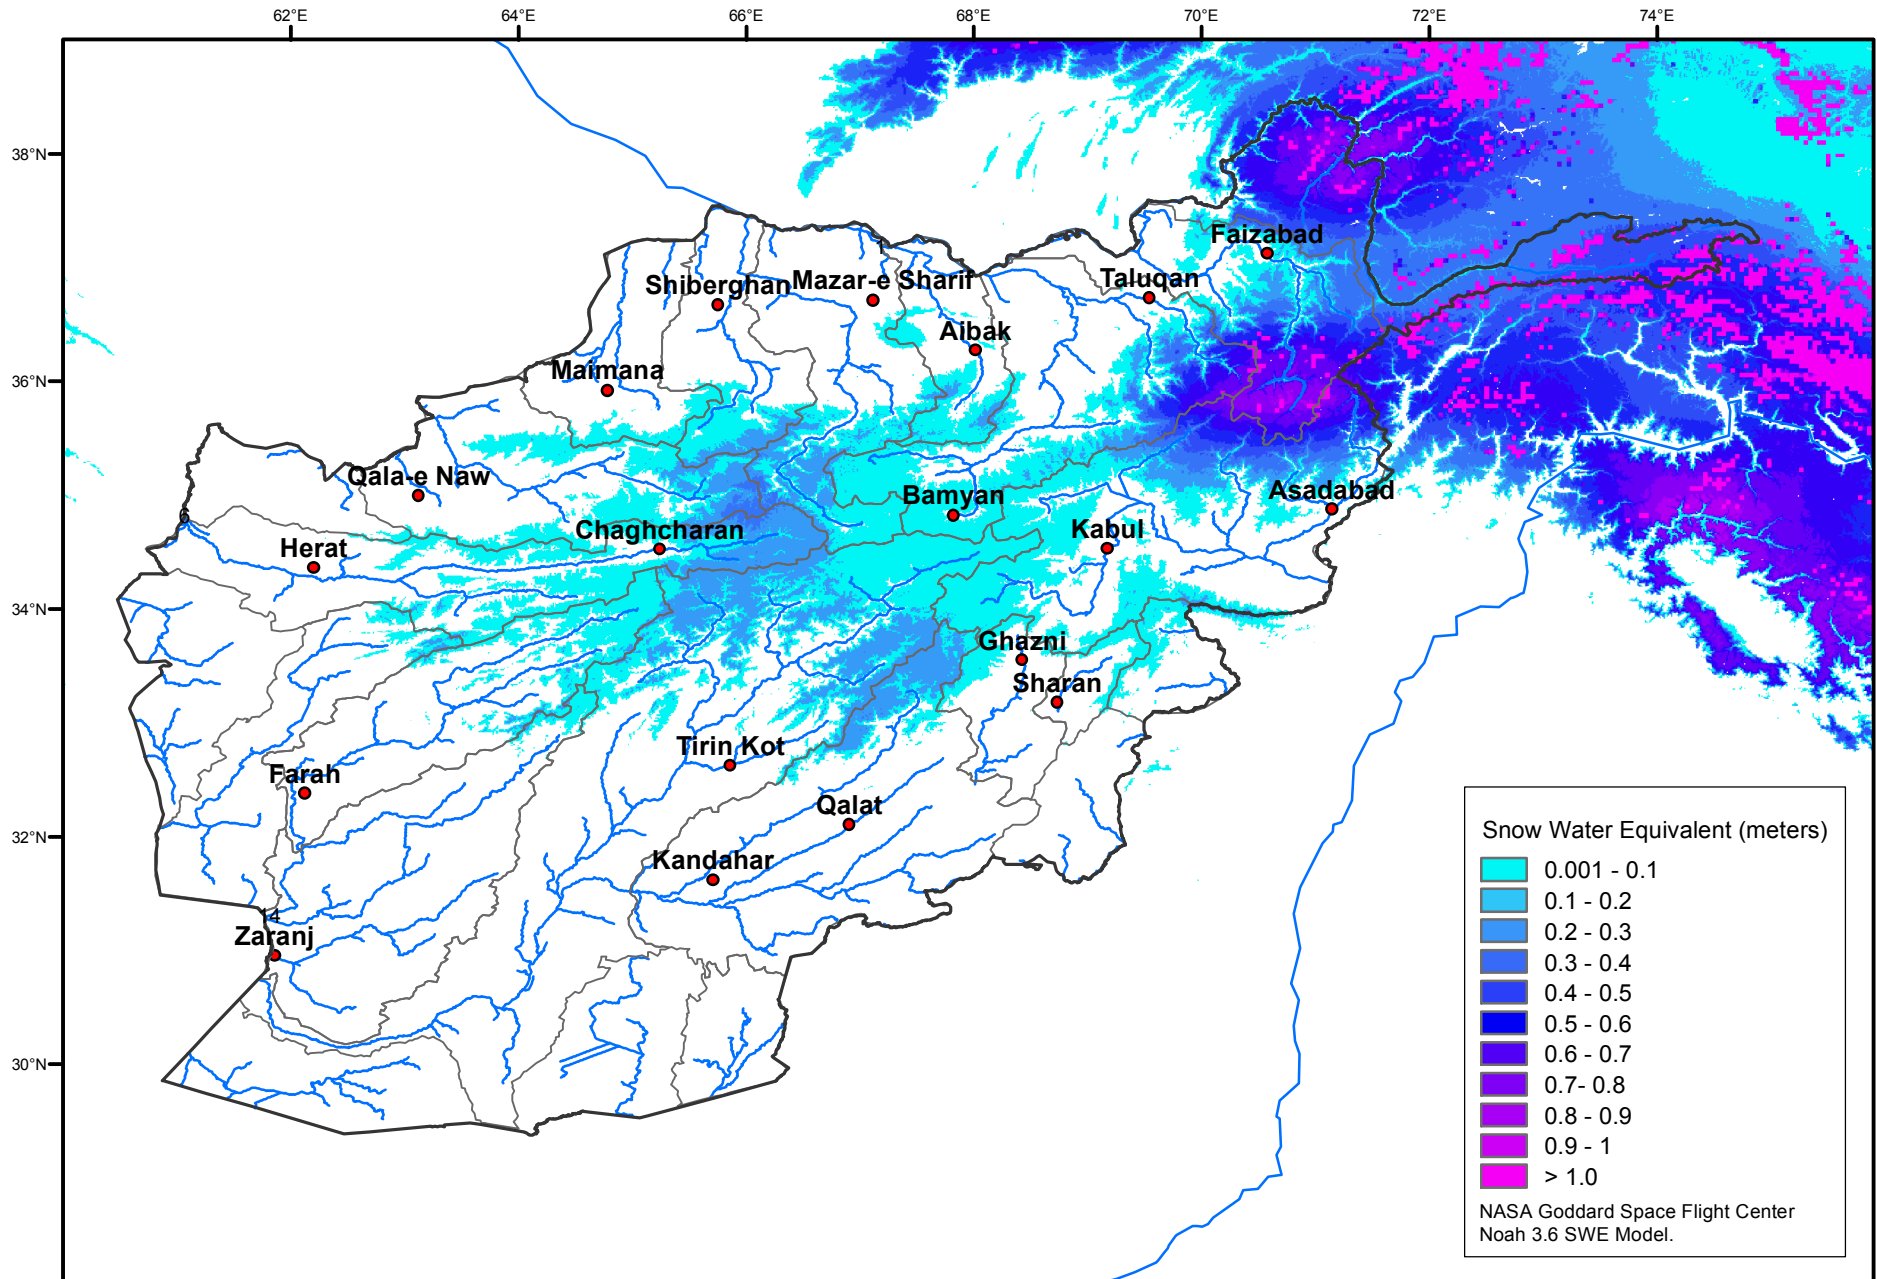 62°E 64°E 66°E 68°E 70°E 72°E 74°E
38°N
Faizabad
Shiberghan Mazar-e Sharif Taluqan
Aibak
36°N
Maimana
Qala-e Naw Bamyan Asadabad
6
Chaghcharan Kabul
Herat
34°N
Ghazni
Sharan
Tirin Kot
Farah
Qalat
32°N
Kandahar
14
Zaranj
30°N
Snow Water Equivalent (meters)
0.001 - 0.1
0.1 - 0.2
0.2 - 0.3
0.3 - 0.4
0.4 - 0.5
0.5 - 0.6
0.6 - 0.7
0.7- 0.8
0.8 - 0.9
0.9 - 1
> 1.0
NASA Goddard Space Flight Center
Noah 3.6 SWE Model.